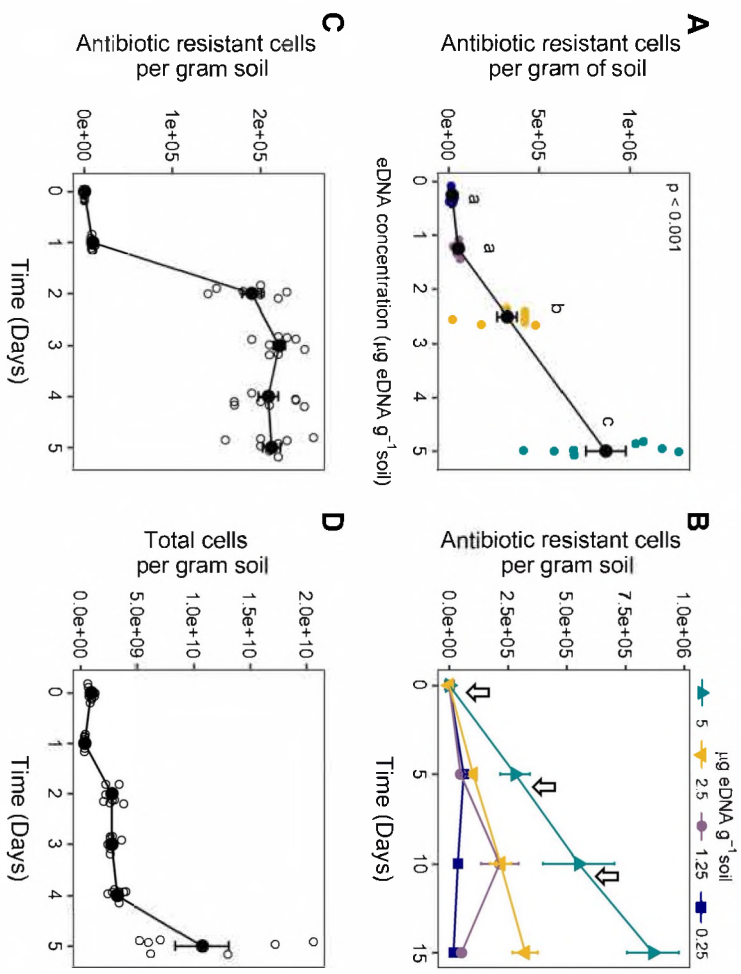 A
Antibiotic resistant cells
per gram of soil
0e+00
5e+05
1e+06
p < 0.001
a
a
b
c
0
1
2
3
4
5
eDNA concentration (µg eDNA g⁻¹ soil)
B
Antibiotic resistant cells
per gram soil
0.0e+00
2.5e+05
5.0e+05
7.5e+05
1.0e+06
µg eDNA g⁻¹ soil
5
2.5
1.25
0.25
0
5
10
15
Time (Days)
C
Antibiotic resistant cells
per gram soil
0e+00
1e+05
2e+05
0
1
2
3
4
5
Time (Days)
D
Total cells
per gram soil
0.0e+00
5.0e+09
1.0e+10
1.5e+10
2.0e+10
0
1
2
3
4
5
Time (Days)